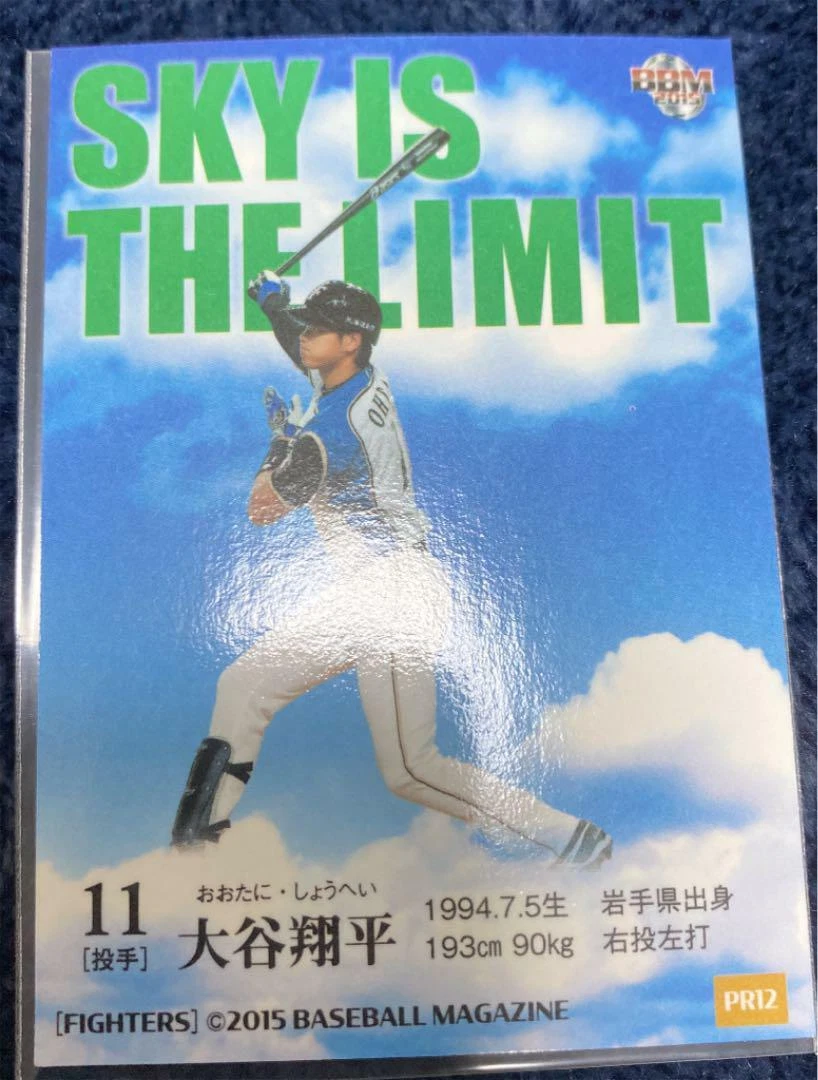 SKY IS
THE LIMIT
BBM
2015
OHT
11
[投手]
おおたに・しょうへい
大谷翔平
1994.7.5生 岩手県出身
193cm 90kg 右投左打
[FIGHTERS] ©2015 BASEBALL MAGAZINE
PR12